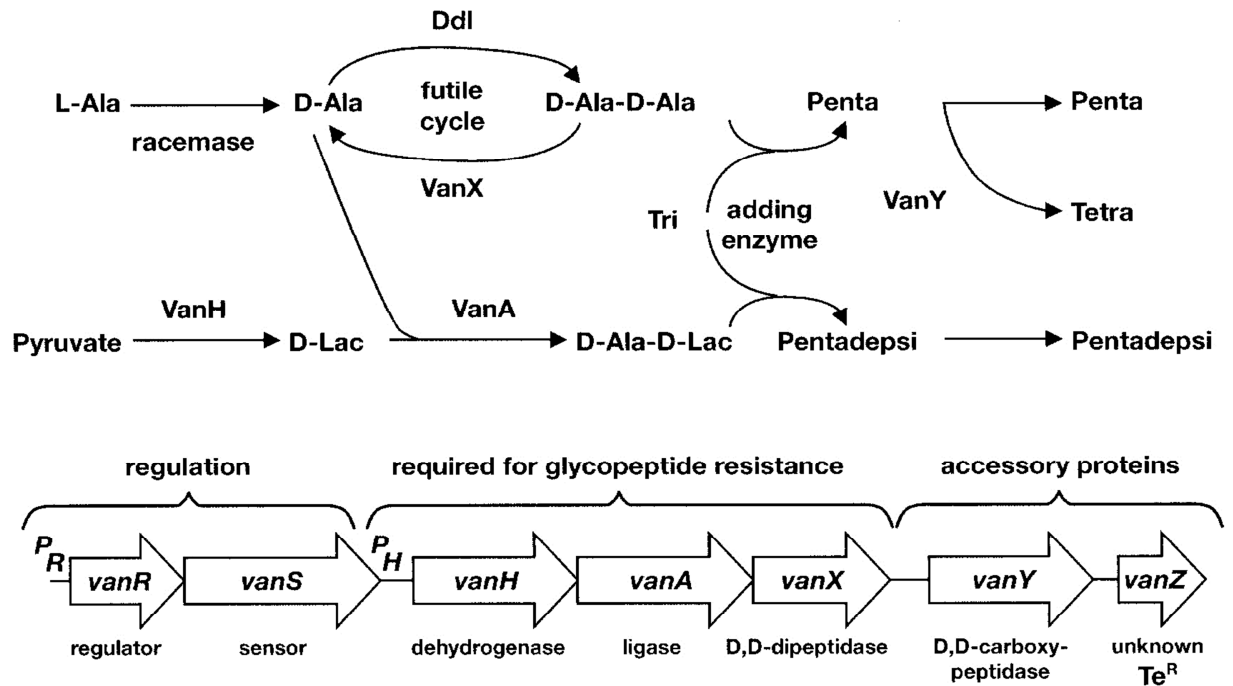 Ddl
L-Ala
D-Ala
futile
cycle
D-Ala-D-Ala
Penta
Penta
racemase
VanX
VanY
Tri
adding
enzyme
Tetra
VanH
VanA
Pyruvate
D-Lac
D-Ala-D-Lac
Pentadepsi
Pentadepsi
regulation
required for glycopeptide resistance
accessory proteins
PR
PH
vanR
vanS
vanH
vanA
vanX
vanY
vanZ
regulator
sensor
dehydrogenase
ligase
D,D-dipeptidase
D,D-carboxy-
peptidase
unknown
TeR